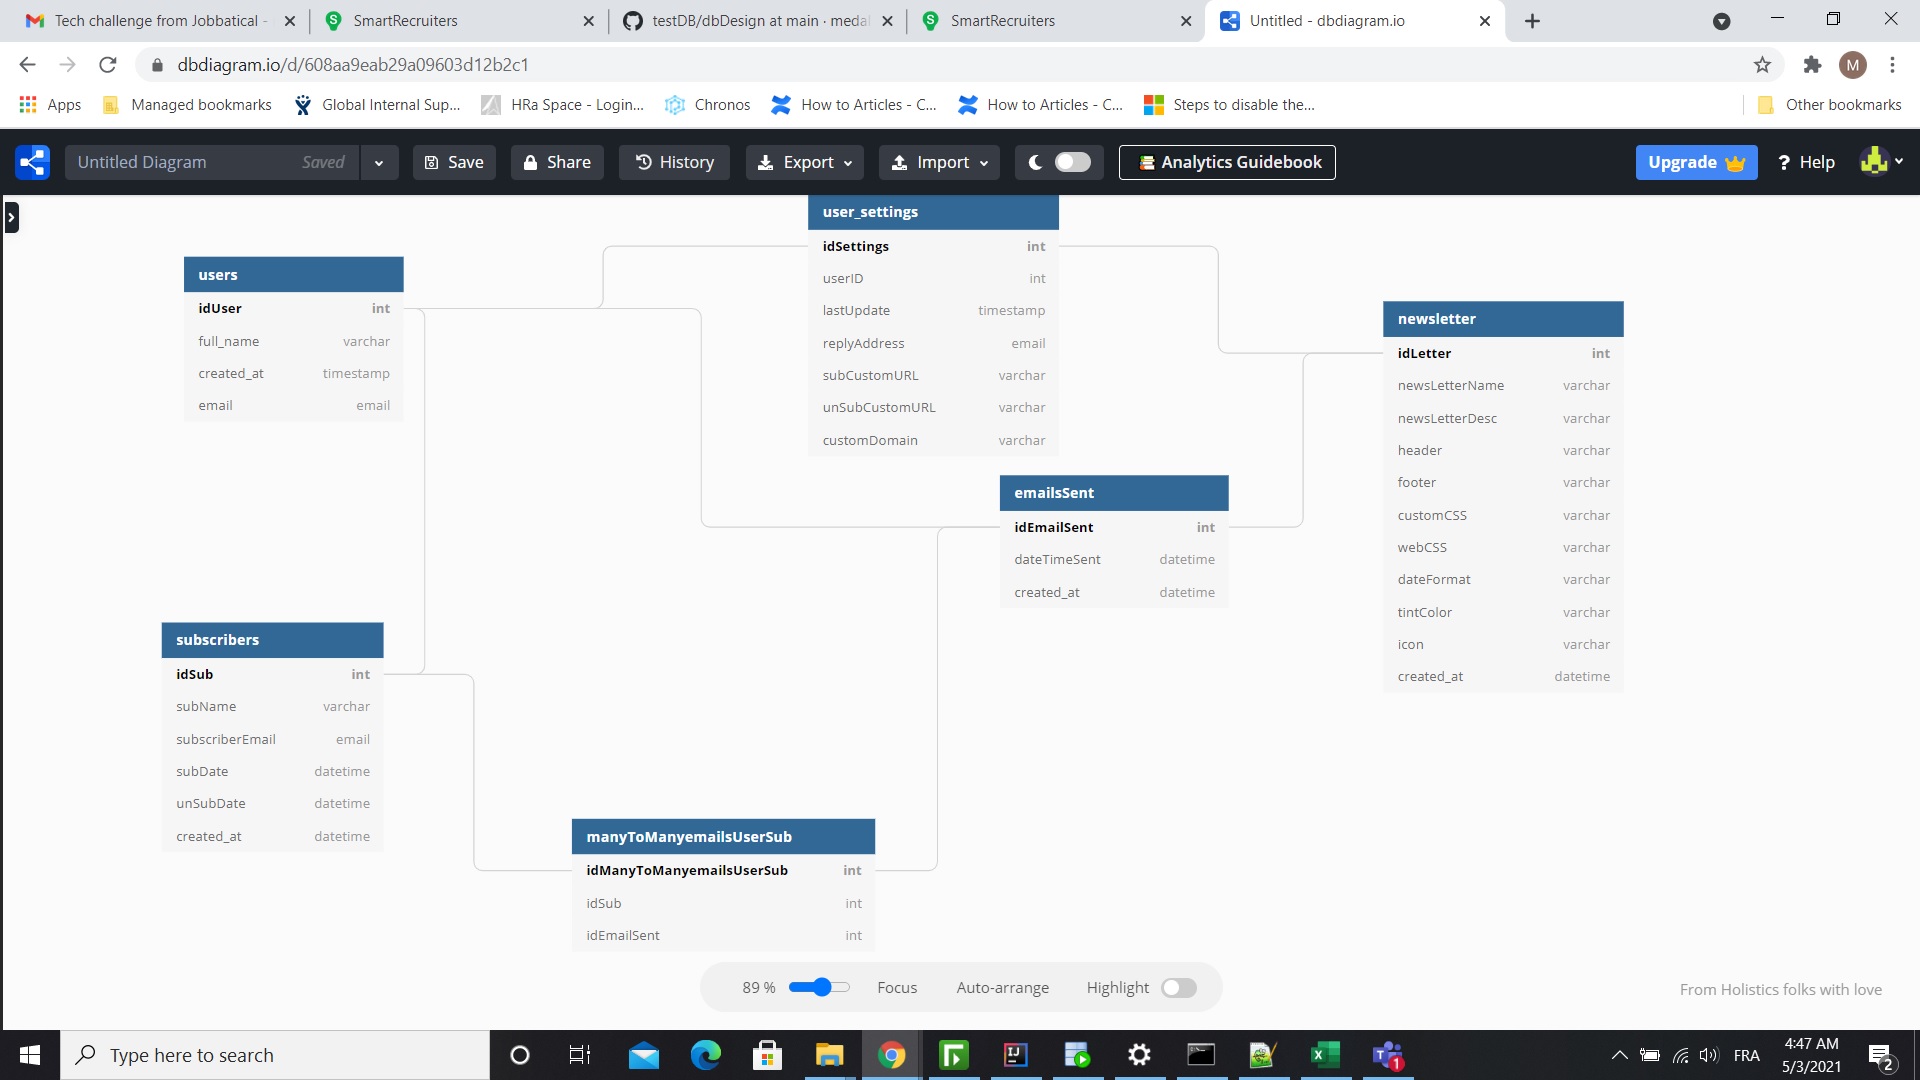 Tech challenge from Jobbatical - SmartRecruiters testDB/dbDesign at main · meda SmartRecruiters Untitled - dbdiagram.io
dbdiagram.io/d/608aa9eab29a09603d12b2c1 M
Apps Managed bookmarks Global Internal Sup... HRa Space - Login... Chronos How to Articles - C... How to Articles - C... Steps to disable the... Other bookmarks
Untitled Diagram Saved Save Share History Export Import Analytics Guidebook Upgrade ? Help
user_settings
idSettings int
userID int
lastUpdate timestamp
replyAddress email
subCustomURL varchar
unSubCustomURL varchar
customDomain varchar
users
idUser int
full_name varchar
created_at timestamp
email email
newsletter
idLetter int
newsLetterName varchar
newsLetterDesc varchar
header varchar
footer varchar
customCSS varchar
webCSS varchar
dateFormat varchar
tintColor varchar
icon varchar
created_at datetime
emailsSent
idEmailSent int
dateTimeSent datetime
created_at datetime
subscribers
idSub int
subName varchar
subscriberEmail email
subDate datetime
unSubDate datetime
created_at datetime
manyToManyemailsUserSub
idManyToManyemailsUserSub int
idSub int
idEmailSent int
89 % Focus Auto-arrange Highlight
From Holistics folks with love
Type here to search
FRA
4:47 AM
5/3/2021
2
1